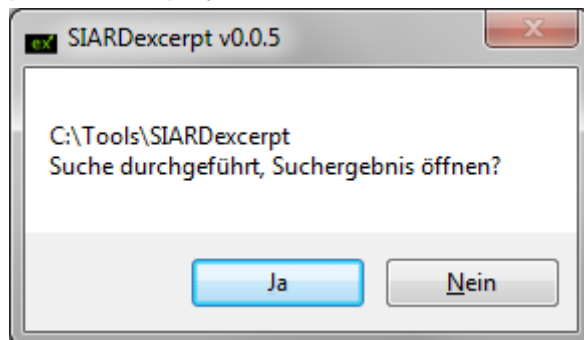 ex SIARDexcerpt v0.0.5
C:\Tools\SIARDexcerpt
Suche durchgeführt, Suchergebnis öffnen?
Ja Nein